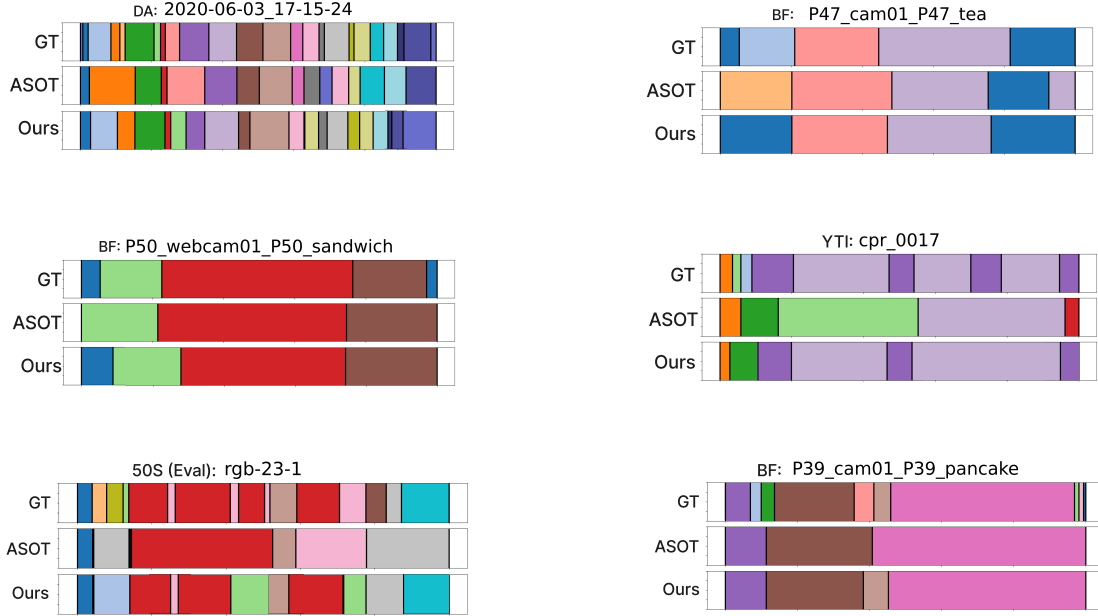 DA: 2020-06-03_17-15-24
GT
ASOT
Ours
BF: P47_cam01_P47_tea
GT
ASOT
Ours
BF: P50_webcam01_P50_sandwich
GT
ASOT
Ours
YTI: cpr_0017
GT
ASOT
Ours
50S (Eval): rgb-23-1
GT
ASOT
Ours
BF: P39_cam01_P39_pancake
GT
ASOT
Ours